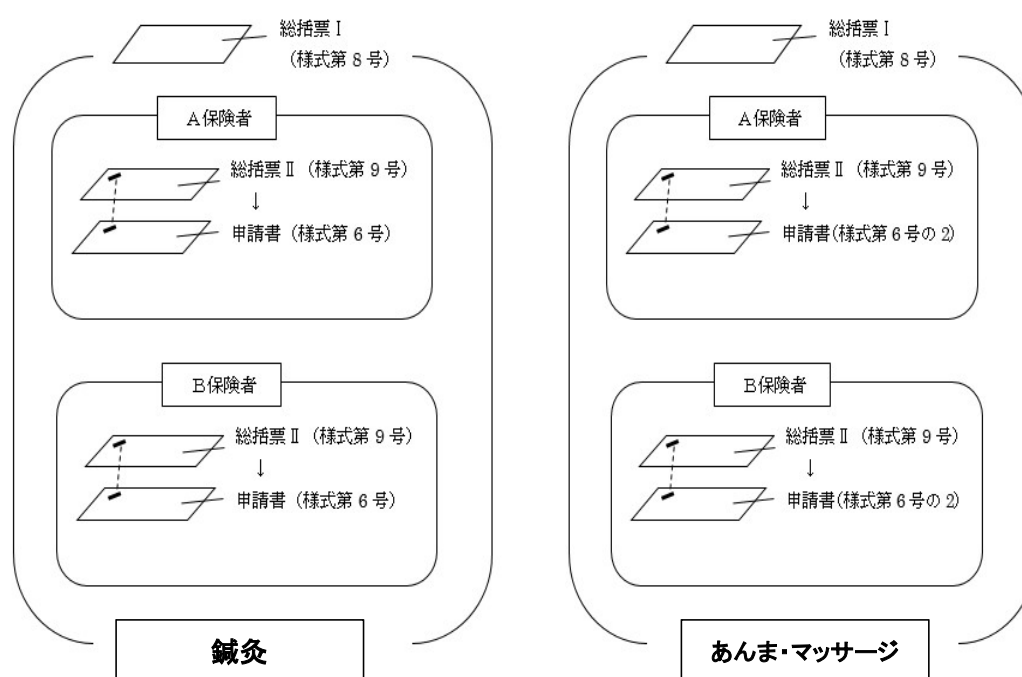 総括票Ⅰ
(様式第8号)
A保険者
総括票Ⅱ (様式第9号)
↓
申請書 (様式第6号)
B保険者
総括票Ⅱ (様式第9号)
↓
申請書 (様式第6号)
鍼灸
総括票Ⅰ
(様式第8号)
A保険者
総括票Ⅱ (様式第9号)
↓
申請書(様式第6号の2)
B保険者
総括票Ⅱ (様式第9号)
↓
申請書(様式第6号の2)
あんま・マッサージ